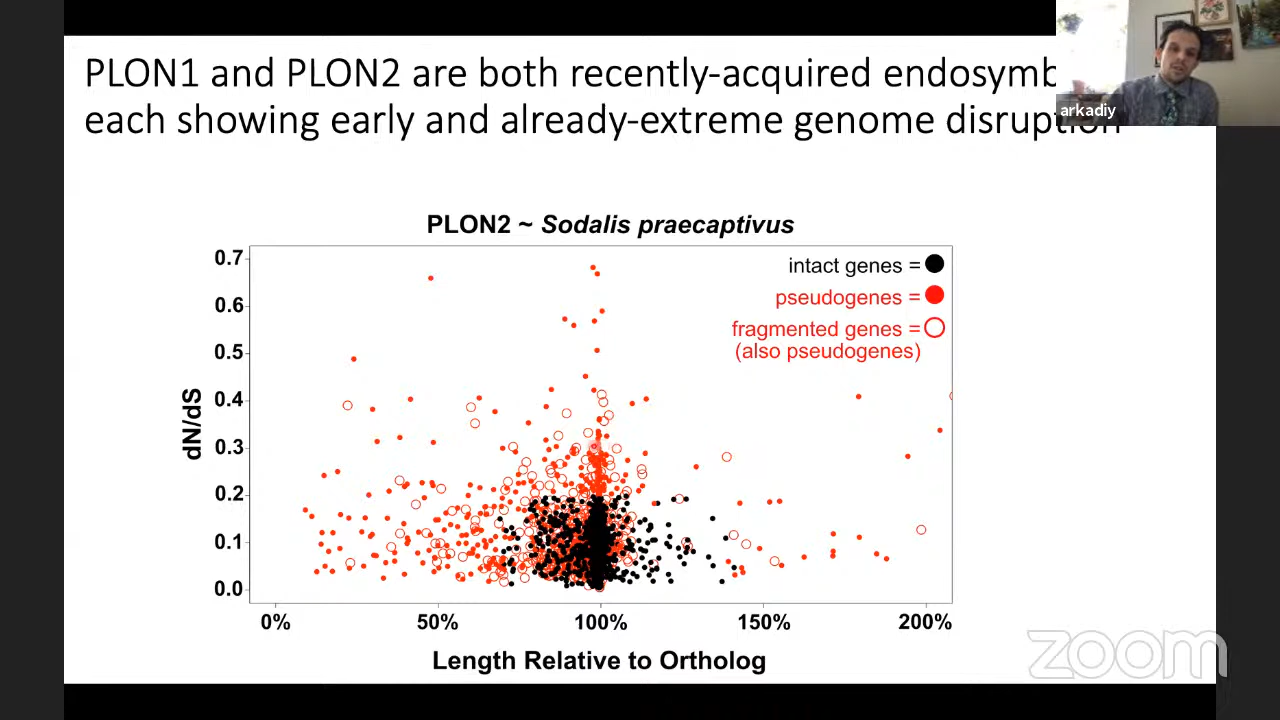 PLON1 and PLON2 are both recently-acquired endosymb
each showing early and already-extreme genome disruption
arkadiy
PLON2 ~ Sodalis praecaptivus
intact genes =
pseudogenes =
fragmented genes =
(also pseudogenes)
dN/dS
0.7
0.6
0.5
0.4
0.3
0.2
0.1
0.0
0% 50% 100% 150% 200%
Length Relative to Ortholog
zoom